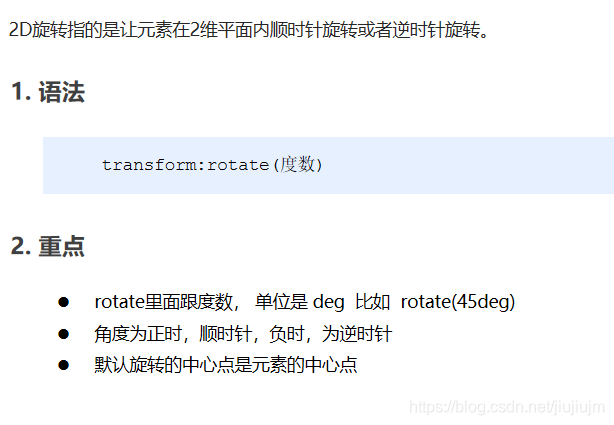 2D旋转指的是让元素在2维平面内顺时针旋转或者逆时针旋转。
1. 语法
transform:rotate(度数)
2. 重点
● rotate里面跟度数， 单位是 deg 比如 rotate(45deg)
● 角度为正时，顺时针，负时，为逆时针
● 默认旋转的中心点是元素的中心点
https://blog.csdn.net/jiujiujm